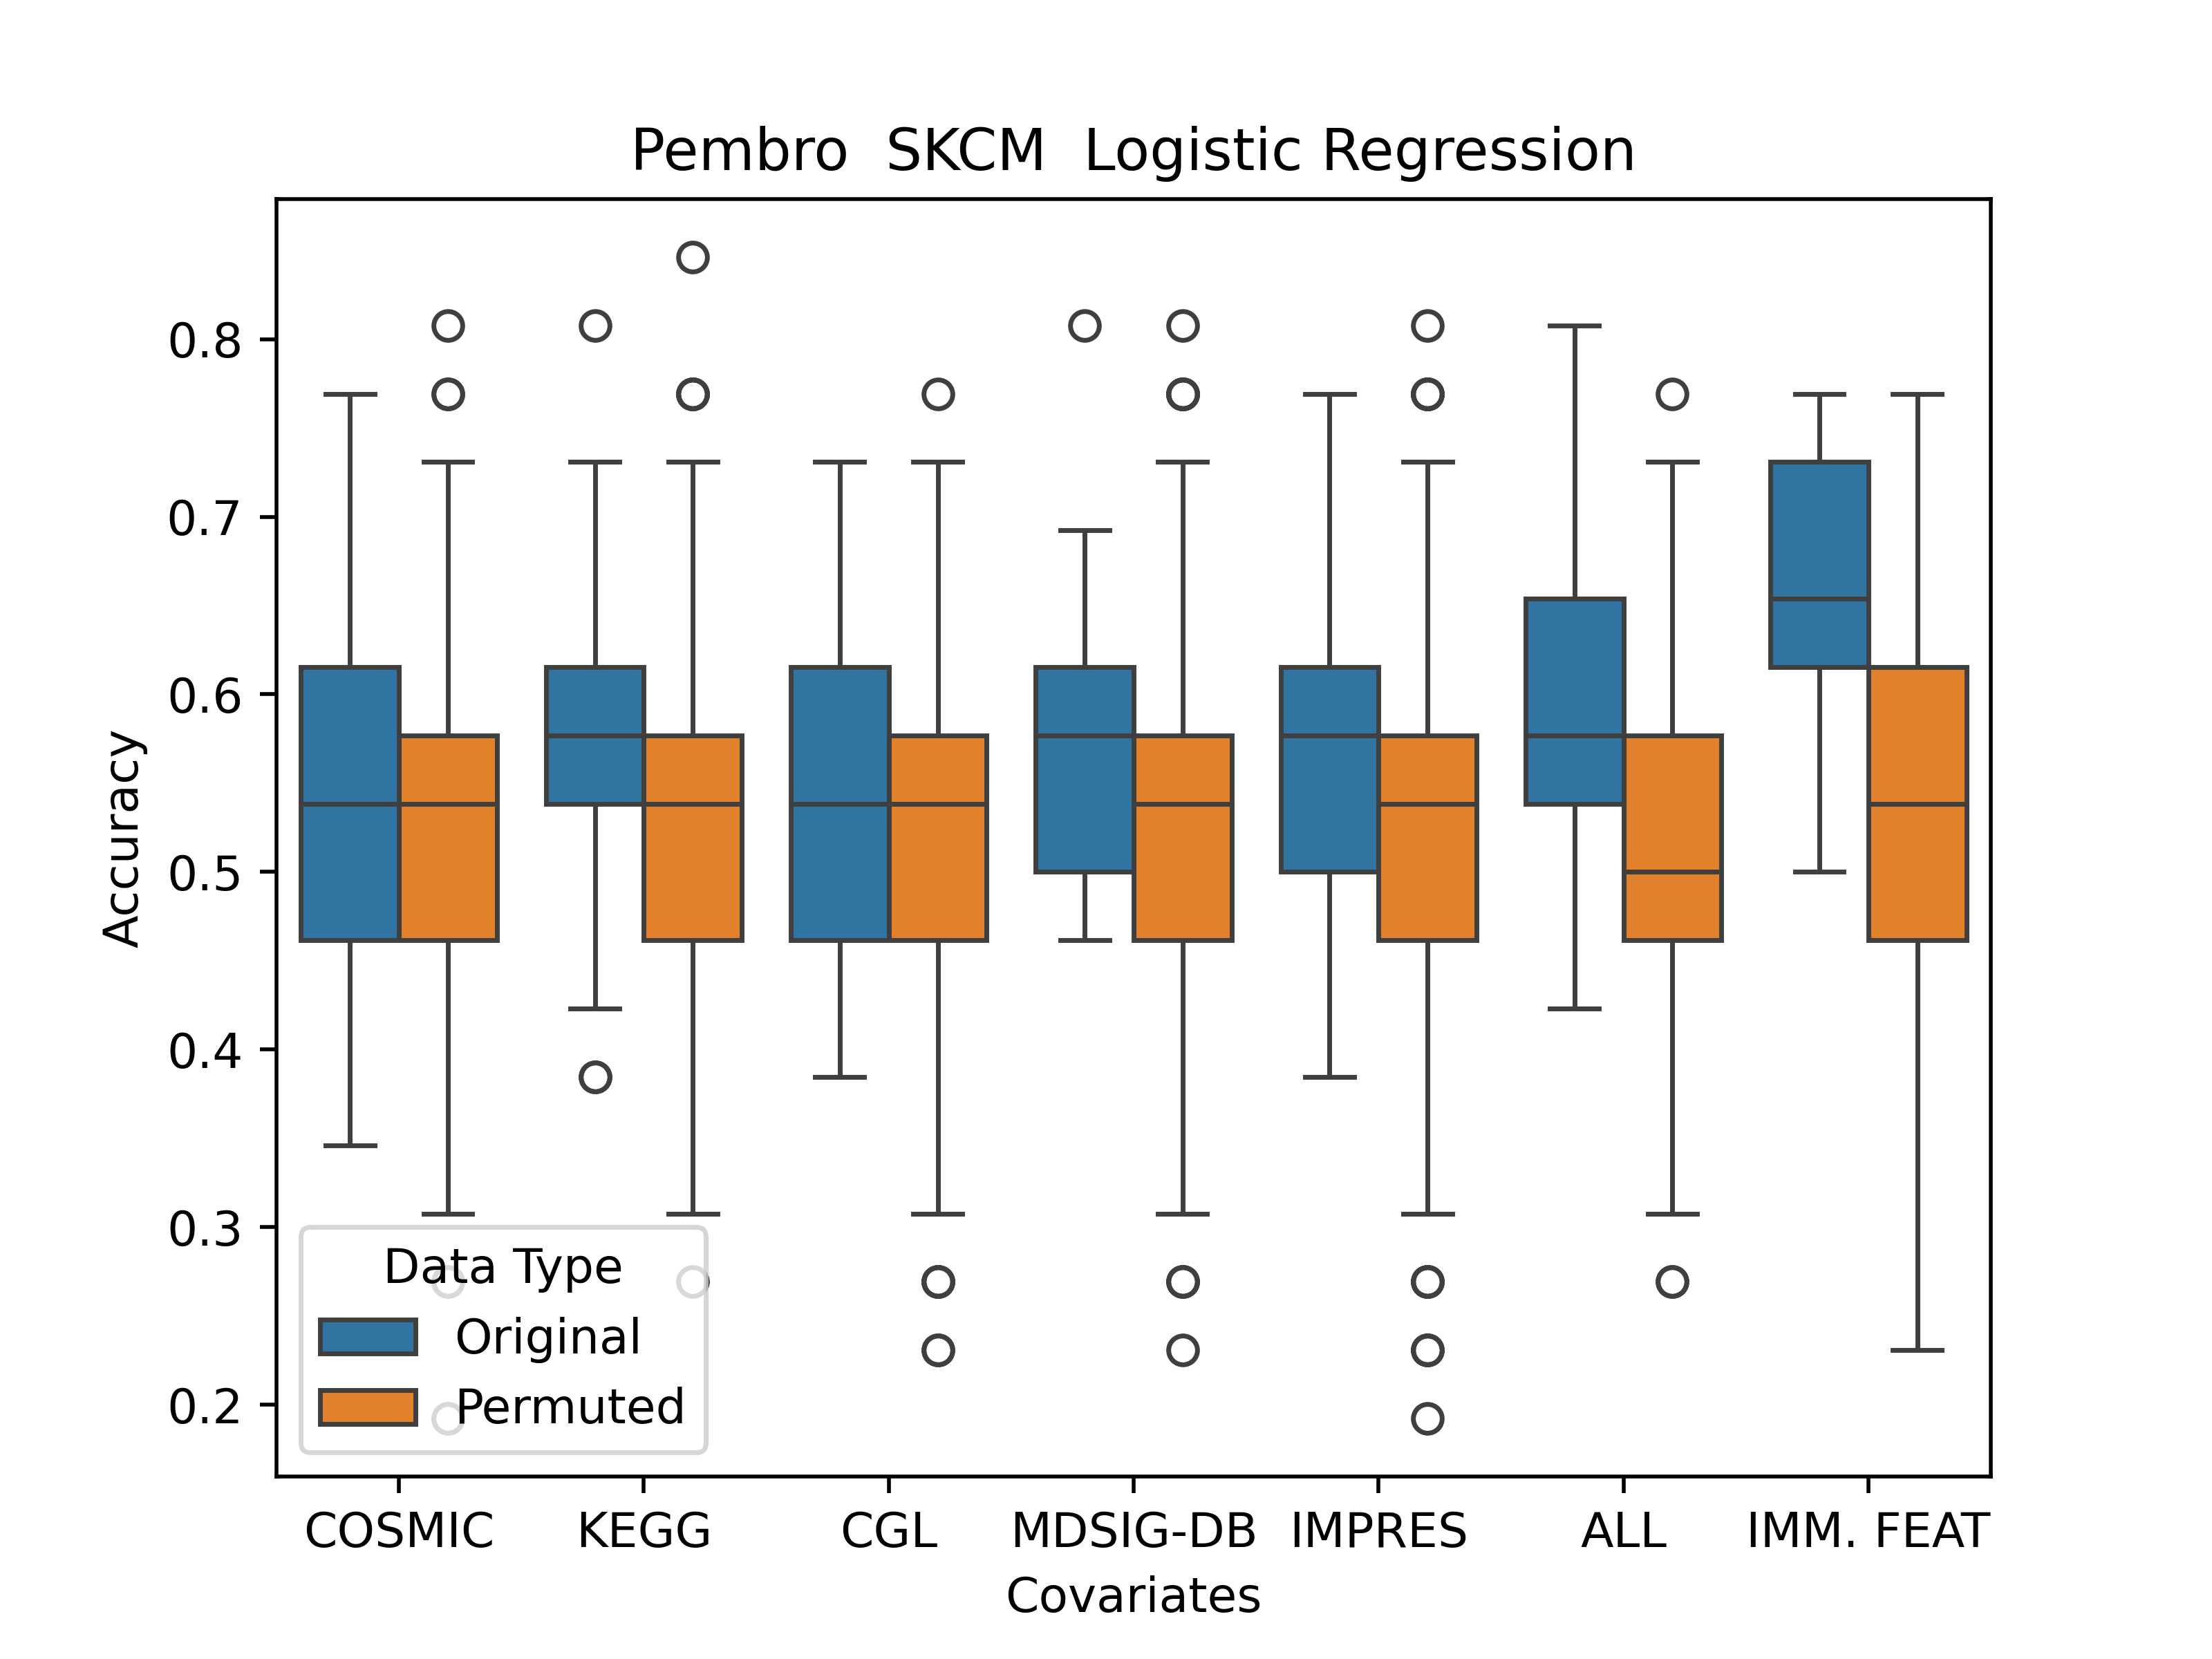 Pembro  SKCM  Logistic Regression
Accuracy
0.8
0.7
0.6
0.5
0.4
0.3
0.2
Data Type
Original
Permuted
COSMIC KEGG CGL MDSIG-DB IMPRES ALL IMM. FEAT
Covariates